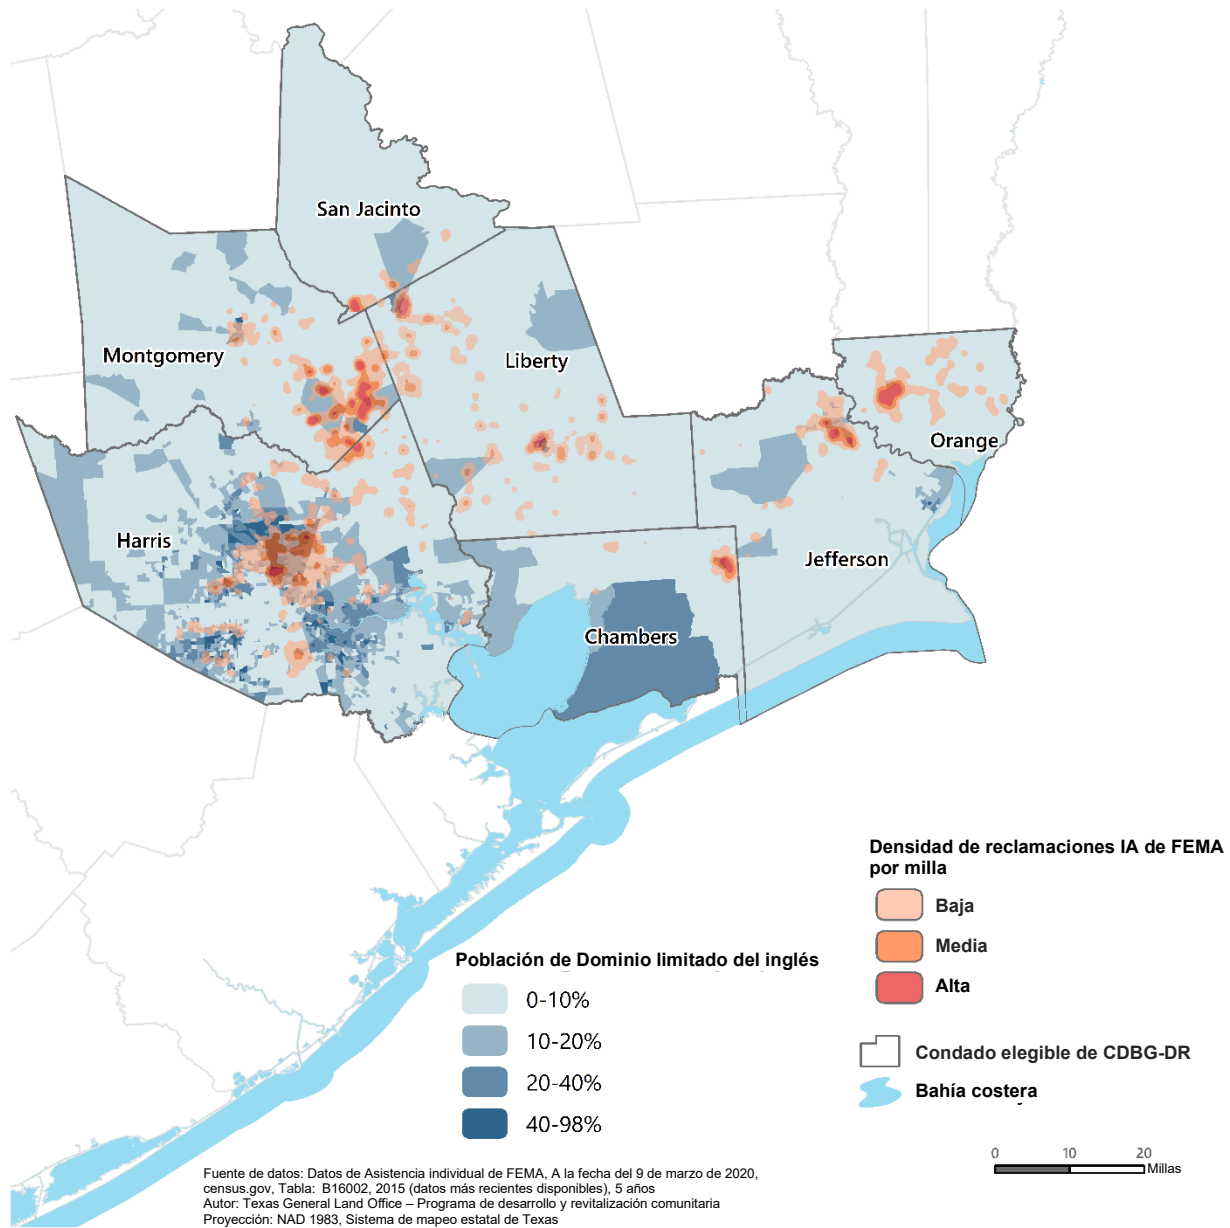 San Jacinto
Montgomery
Liberty
Orange
Harris
Jefferson
Chambers
Densidad de reclamaciones IA de FEMA
por milla
Baja
Media
Alta
Población de Dominio limitado del inglés
0-10%
10-20%
20-40%
40-98%
Condado elegible de CDBG-DR
Bahía costera
0 10 20
Millas
Fuente de datos: Datos de Asistencia individual de FEMA, A la fecha del 9 de marzo de 2020,
census.gov, Tabla: B16002, 2015 (datos más recientes disponibles), 5 años
Autor: Texas General Land Office – Programa de desarrollo y revitalización comunitaria
Proyección: NAD 1983, Sistema de mapeo estatal de Texas